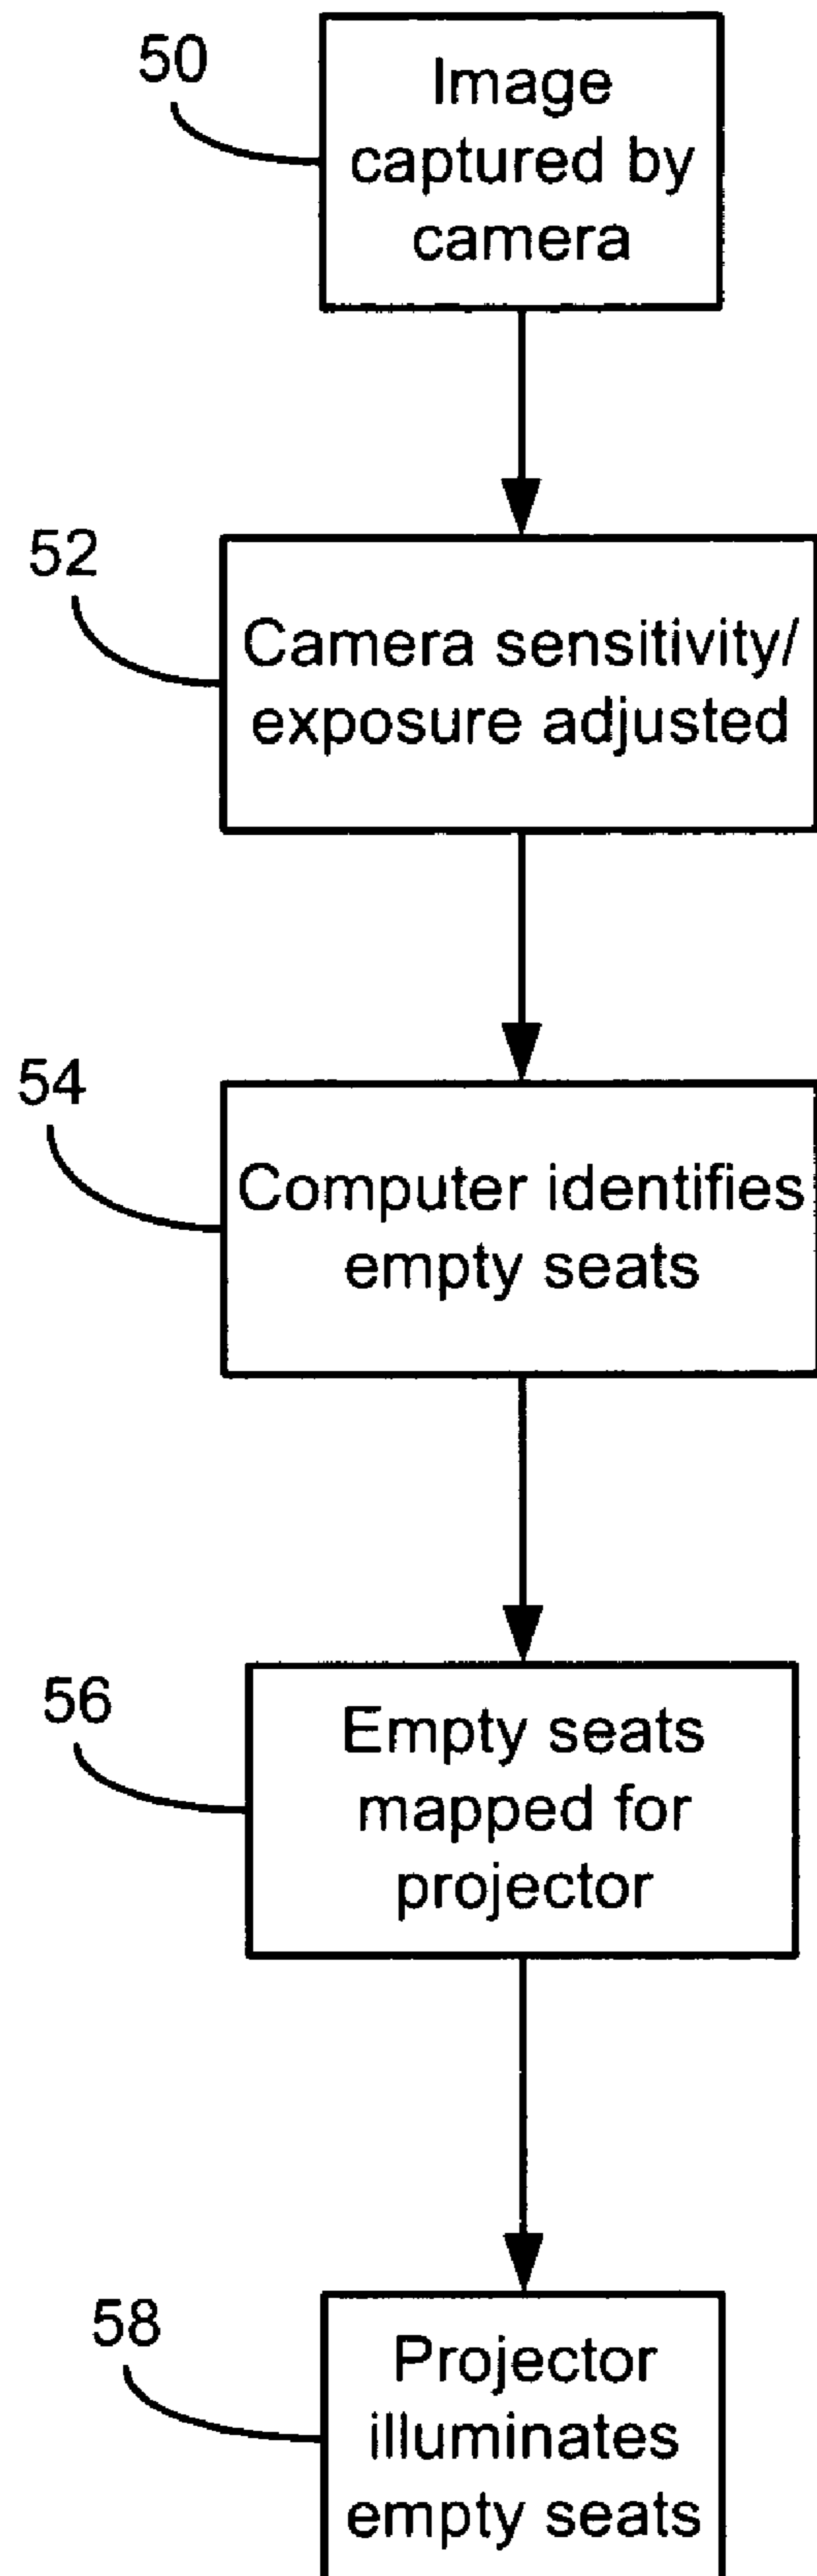 50
Image
captured by
camera
52
Camera sensitivity/
exposure adjusted
54
Computer identifies
empty seats
56
Empty seats
mapped for
projector
58
Projector
illuminates
empty seats